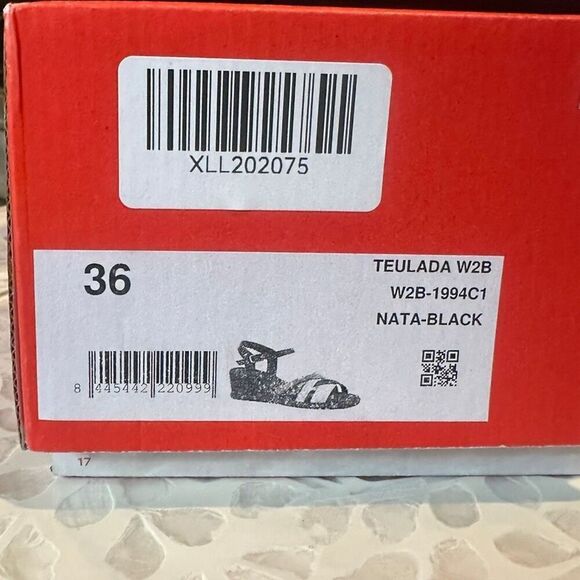 XLL202075
36
TEULADA W2B
W2B-1994C1
NATA-BLACK
8 445442 220999
17